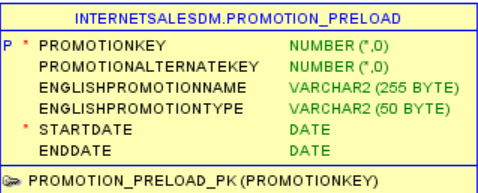 INTERNETSALESDM.PROMOTION_PRELOAD
P * PROMOTIONKEY NUMBER (*,0)
PROMOTIONALTERNATEKEY NUMBER (*,0)
ENGLISHPROMOTIONNAME VARCHAR2 (255 BYTE)
ENGLISHPROMOTIONTYPE VARCHAR2 (50 BYTE)
* STARTDATE DATE
ENDDATE DATE
PROMOTION_PRELOAD_PK (PROMOTIONKEY)